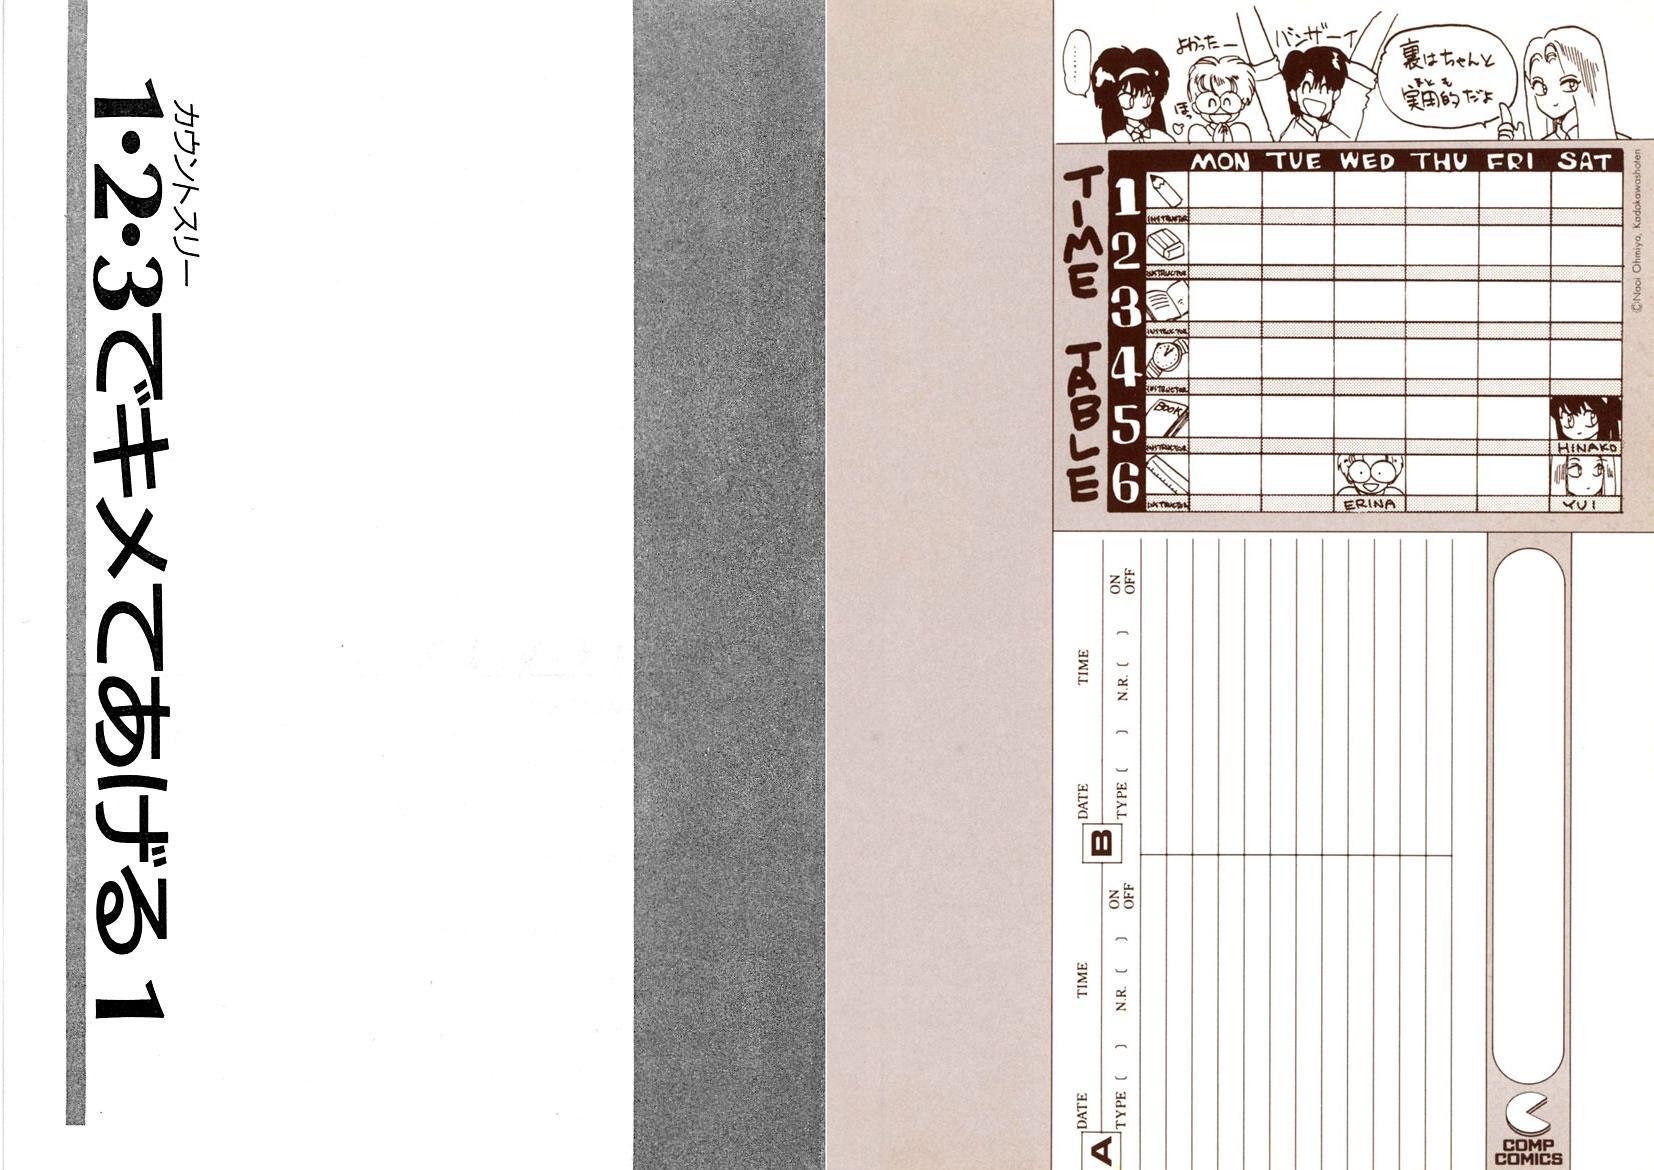 カウントスリー
1・2・3でキメてあげる 1
………
よかったー
ほっ
バンザーイ
裏はちゃんと
まとも
実用的だよ
TIME TABLE
MON TUE WED THU FRI SAT
1
INSTRUCTOR
2
INSTRUCTOR
3
INSTRUCTOR
4
INSTRUCTOR
5
BOOK
INSTRUCTOR
HINAKO
6
INSTRUCTOR
ERINA
YUI
©Naoi Ohmiya, Kadokawashoten
A
DATE TIME
TYPE ( ) N.R. ( ) ON OFF
B
DATE TIME
TYPE ( ) N.R. ( ) ON OFF
COMP
COMICS